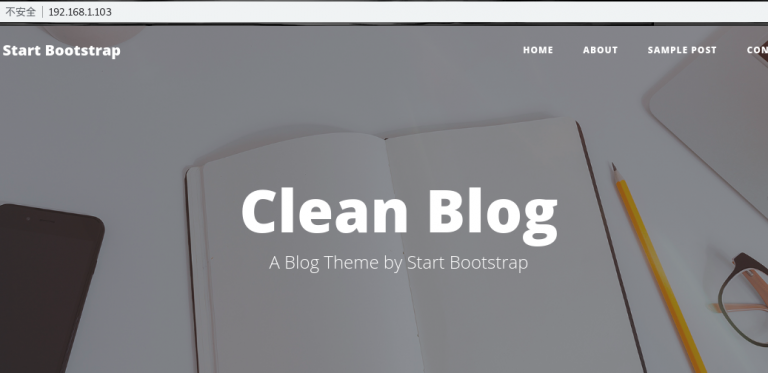 不安全 192.168.1.103
Start Bootstrap HOME ABOUT SAMPLE POST CON
Clean Blog
A Blog Theme by Start Bootstrap